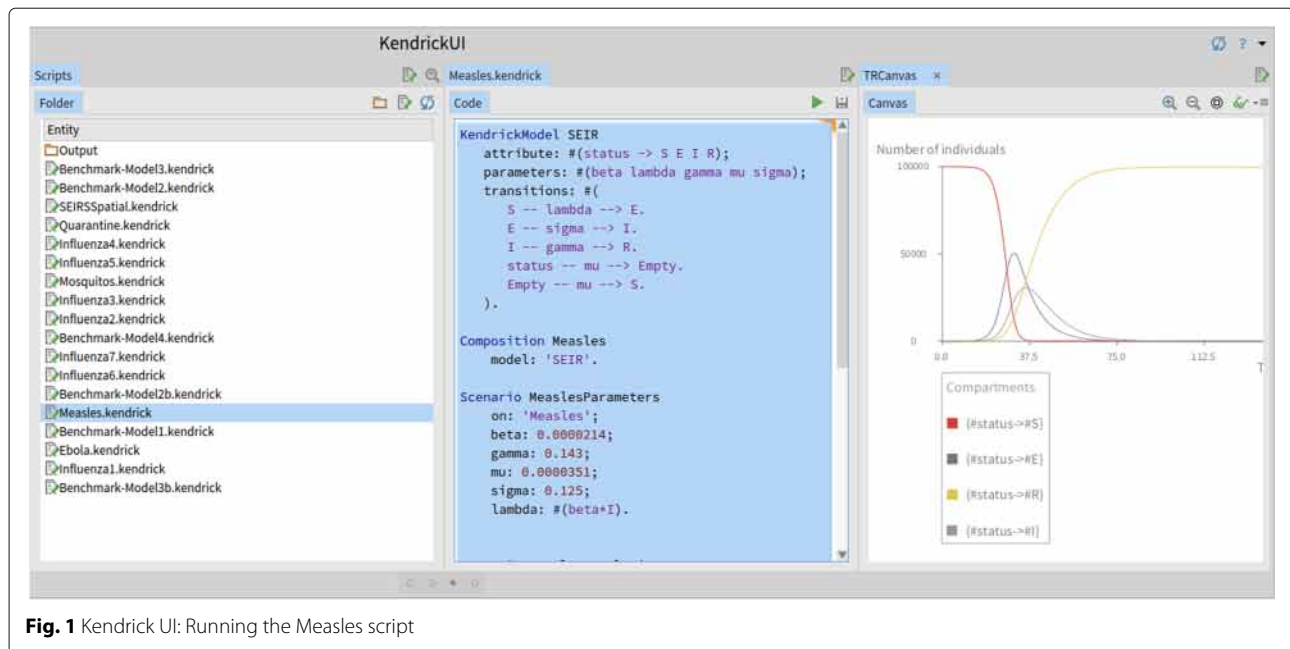 KendrickUI
?
Scripts
Folder
Entity
Output
Benchmark-Model3.kendrick
Benchmark-Model2.kendrick
SEIRSSpatial.kendrick
Quarantine.kendrick
Influenza4.kendrick
Influenza5.kendrick
Mosquitos.kendrick
Influenza3.kendrick
Influenza2.kendrick
Benchmark-Model4.kendrick
Influenza7.kendrick
Influenza6.kendrick
Benchmark-Model2b.kendrick
Measles.kendrick
Benchmark-Model1.kendrick
Ebola.kendrick
Influenza1.kendrick
Benchmark-Model3b.kendrick
Measles.kendrick
Code
KendrickModel SEIR
attribute: #(status -> S E I R);
parameters: #(beta lambda gamma mu sigma);
transitions: #(
S -- lambda --> E.
E -- sigma --> I.
I -- gamma --> R.
status -- mu --> Empty.
Empty -- mu --> S.
).
Composition Measles
model: 'SEIR'.
Scenario MeaslesParameters
on: 'Measles';
beta: 0.0000214;
gamma: 0.143;
mu: 0.0000351;
sigma: 0.125;
lambda: #(beta*I).
TRCanvas ×
Canvas
Number of individuals
100000
50000
0
0.0 37.5 75.0 112.5
T
Compartments
{#status->#S}
{#status->#E}
{#status->#R}
{#status->#I}
Fig. 1 Kendrick UI: Running the Measles script